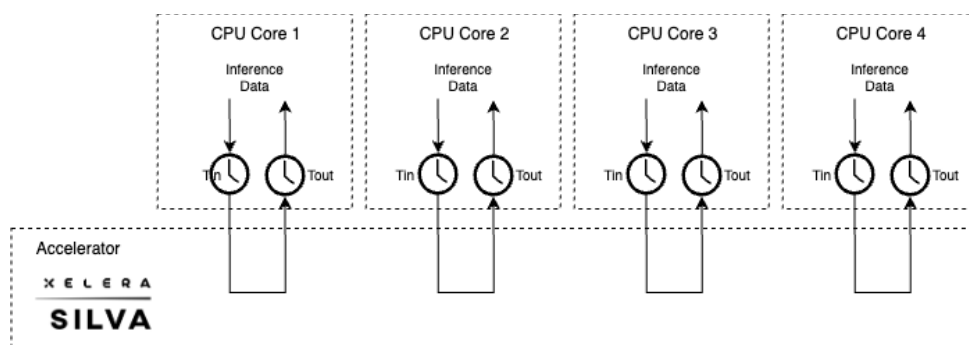 CPU Core 1
CPU Core 2
CPU Core 3
CPU Core 4
Inference
Data
Inference
Data
Inference
Data
Inference
Data
Tin
Tout
Tin
Tout
Tin
Tout
Tin
Tout
Accelerator
XELERA
SILVA